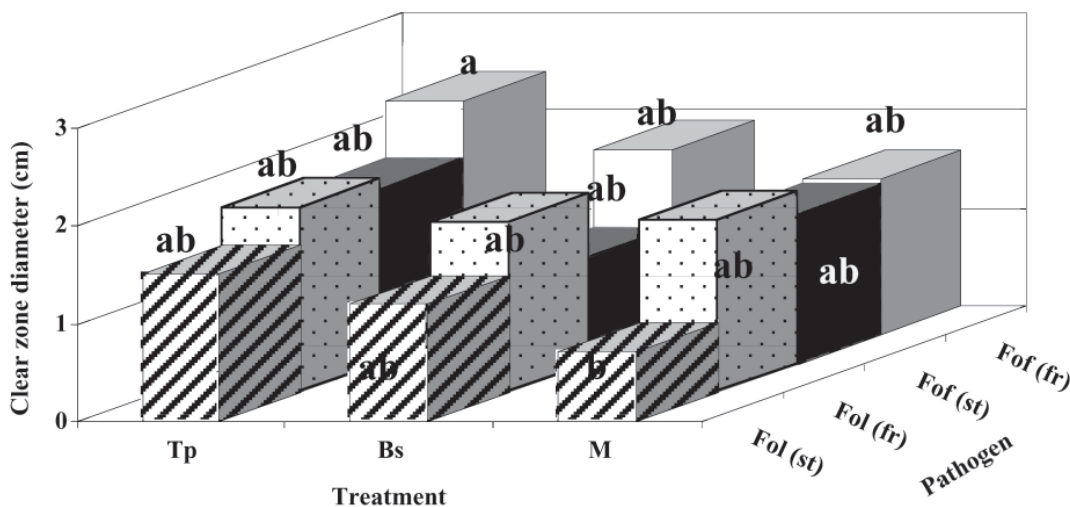 Clear zone diameter (cm)
3
2
1
0
a
ab
ab
ab
ab
ab
ab
ab
ab
ab
ab
b
Tp
Bs
M
Treatment
Fol (st)
Fol (fr)
Fof (st)
Fof (fr)
Pathogen